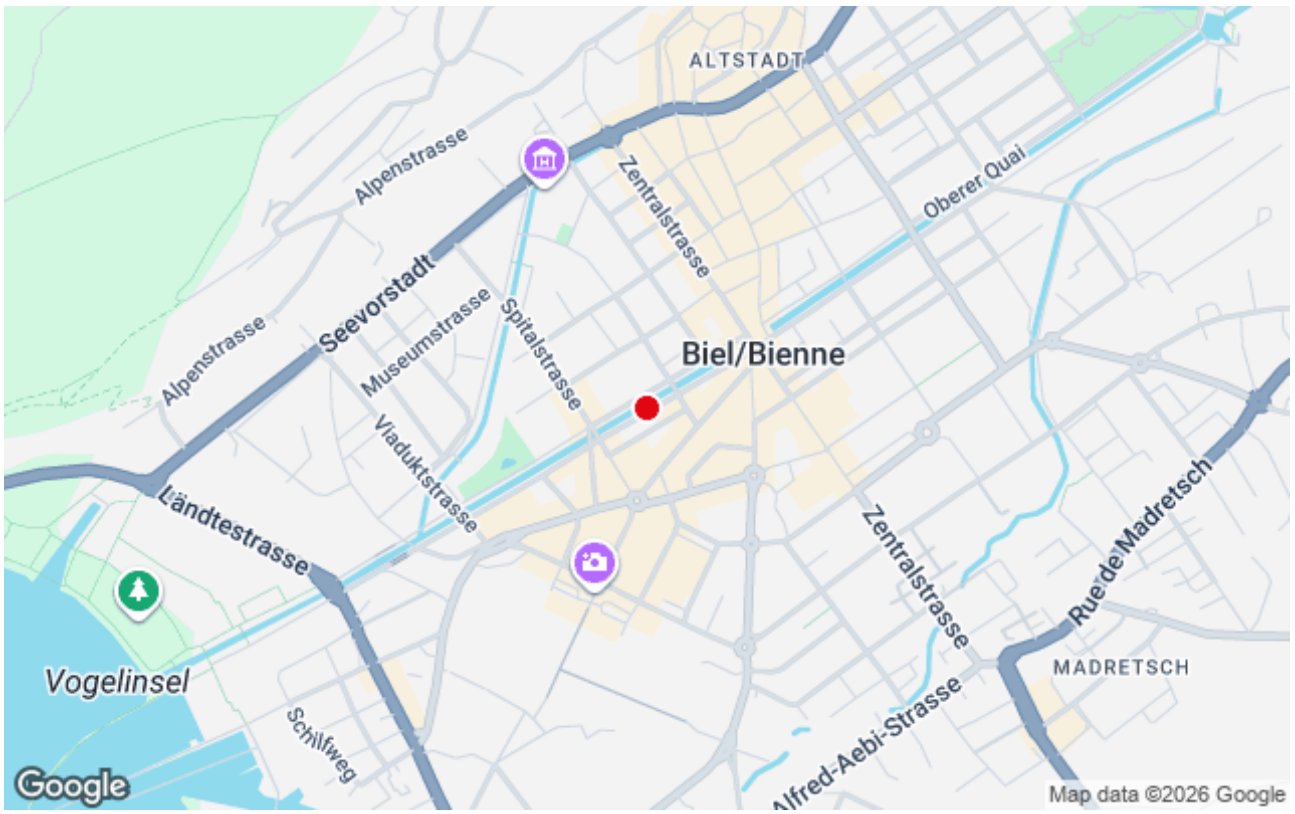 ALTSTADT
Alpenstrasse
Zentralstrasse
Oberer Quai
Seevorstadt
Museumstrasse
Spitalstrasse
Alpenstrasse
Biel/Bienne
Viaduktstrasse
Ländtestrasse
Zentralstrasse
Rue de Madretsch
Vogelinsel
MADRETSCH
Schilfweg
Alfred-Aebi-Strasse
Google
Map data ©2026 Google